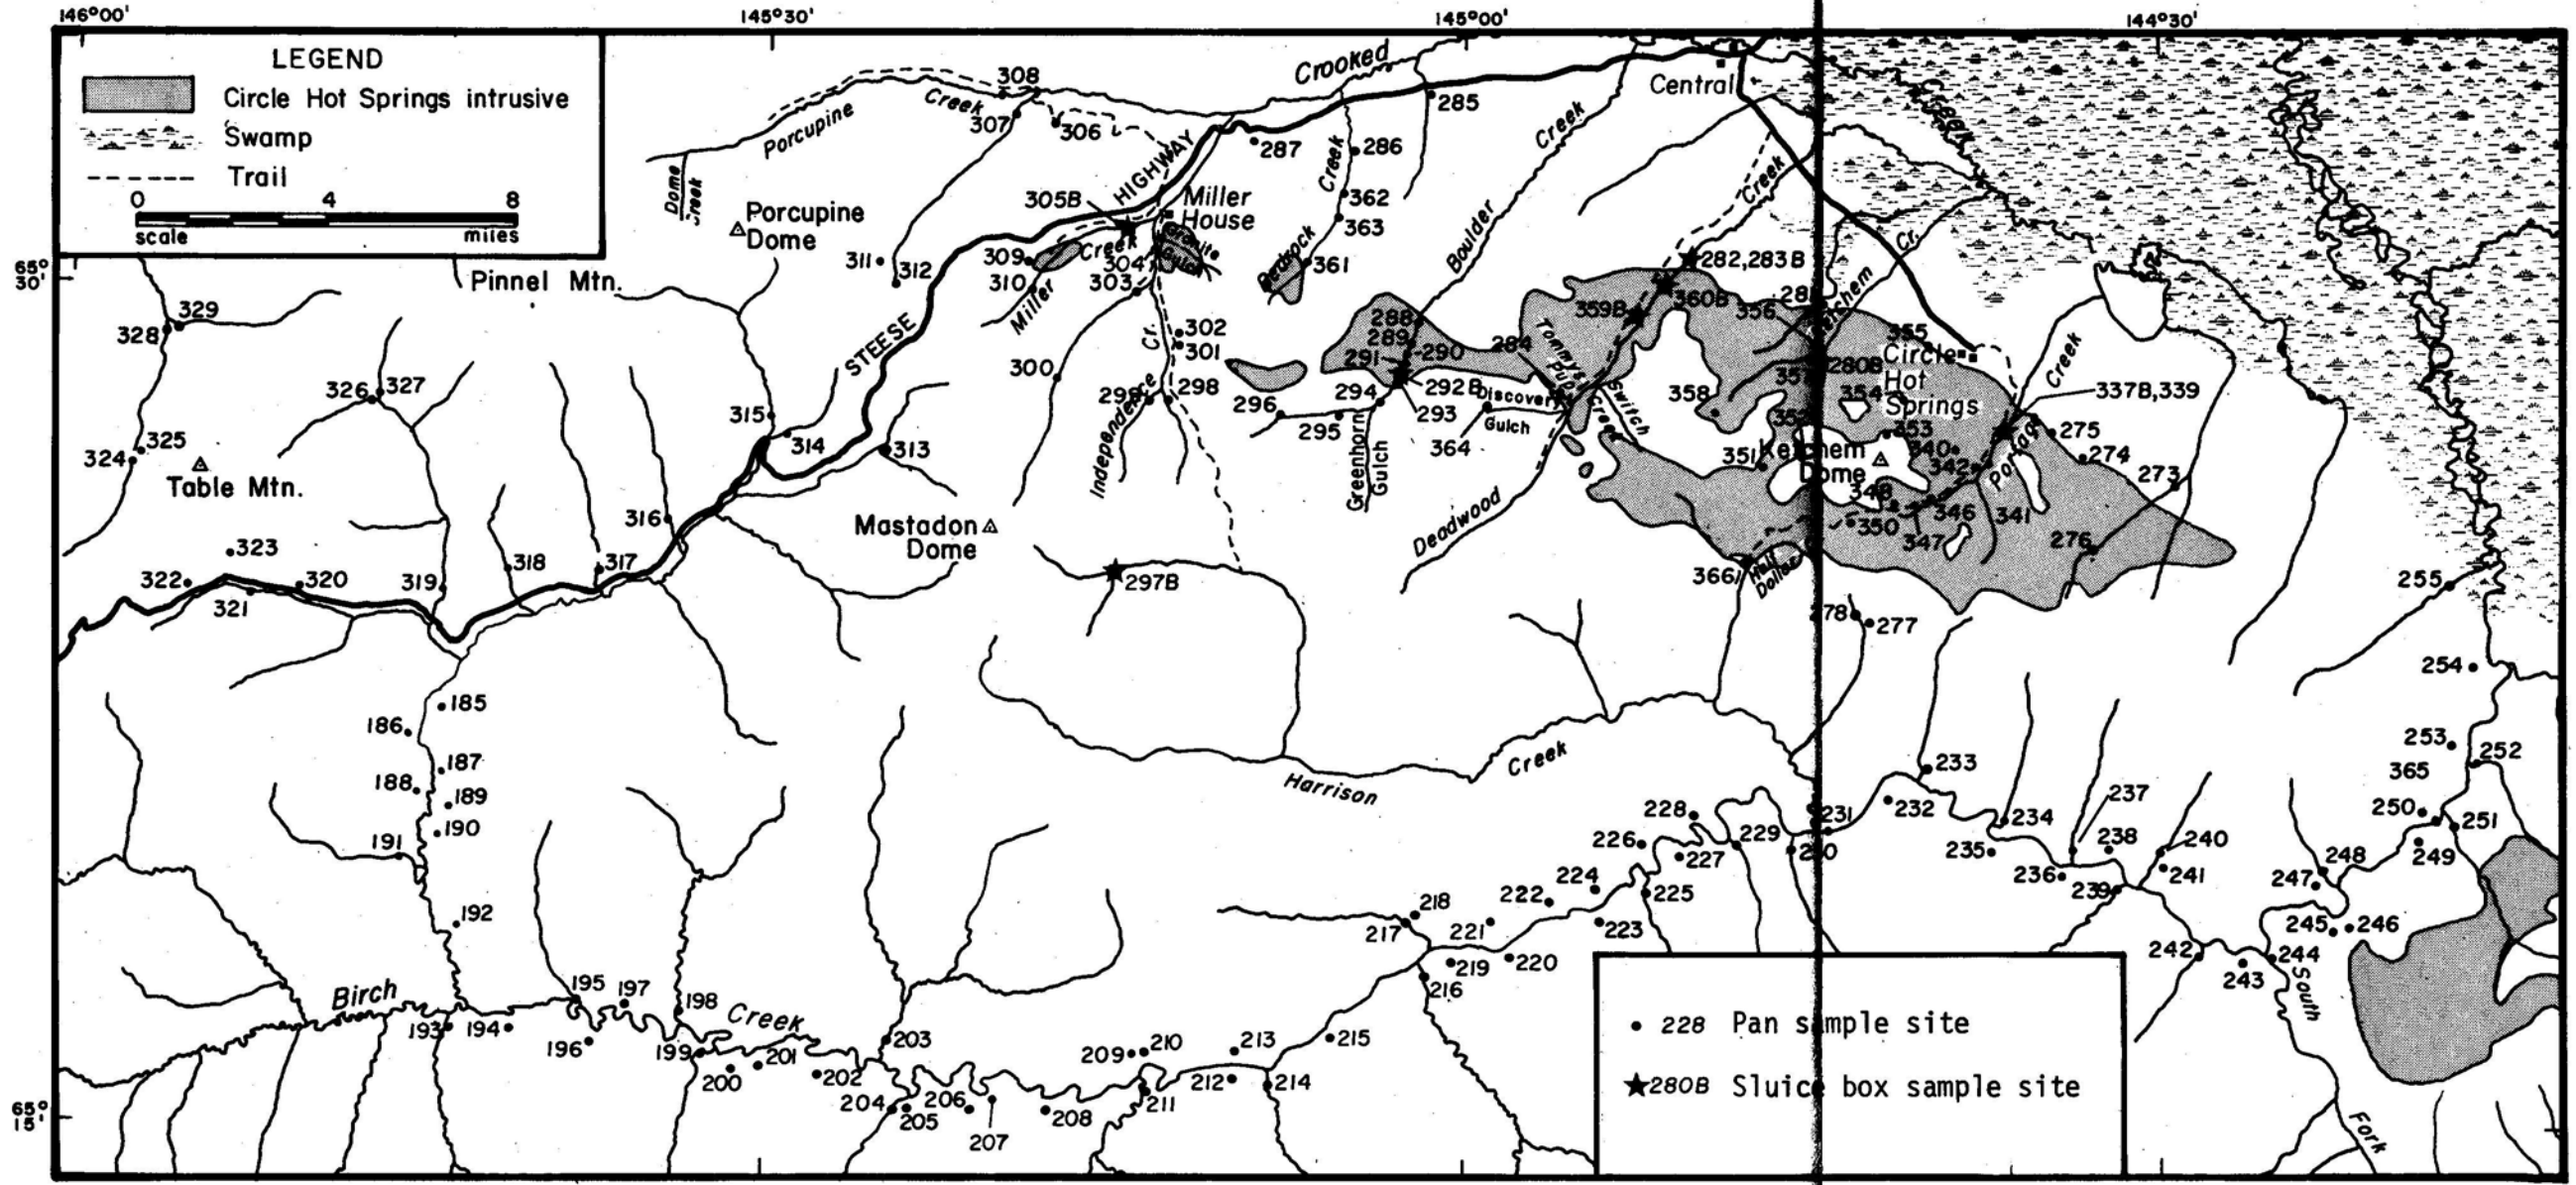 146°00'
145°30'
145°00'
144°30'
LEGEND
Circle Hot Springs intrusive
Swamp
Trail
0 4 8
scale miles
65°
30'
65°
15'
Crooked
Creek
Central
285
308
Creek
307
306
Porcupine
287
286
Creek
Boulder
Creek
Creek
HIGHWAY
Dome
Creek
305B
Miller
House
362
363
Porcupine
Dome
Granite
Gulch
Bedrock
361
Creek
309
304
303
310
Miller
311
312
282,283B
Cr.
Ketchem
Pinnel Mtn.
329
328
302
301
Cr.
STEESE
300
288
289
290
291
292B
293
284
359B
360B
356
355
Circle
Hot
Springs
280B
354
Tommys
Pup
Creek
Switch
358
Creek
337B,339
326
327
298
Independence
294
296
295
Discovery
Gulch
364
Greenhorn
Gulch
315
314
313
325
324
Table Mtn.
353
340
342
351
Ketchem
Dome
Portage
275
274
273
348
346
341
350
347
276
Deadwood
Mastadon
Dome
316
323
322
320
321
319
318
317
297B
366
Half
Dollar
255
278
277
254
185
186
187
188
189
190
191
192
Harrison
Creek
233
232
253
365
252
228
226
227
229
231
234
235
237
238
240
241
236
239
250
251
249
248
247
218
217
221
222
224
223
225
219
220
216
245
246
242
243
244
South
Fork
Birch
Creek
193
194
195
196
197
198
199
200
201
202
203
204
205
206
207
208
209
210
211
212
213
214
215
228 Pan sample site
280B Sluice box sample site